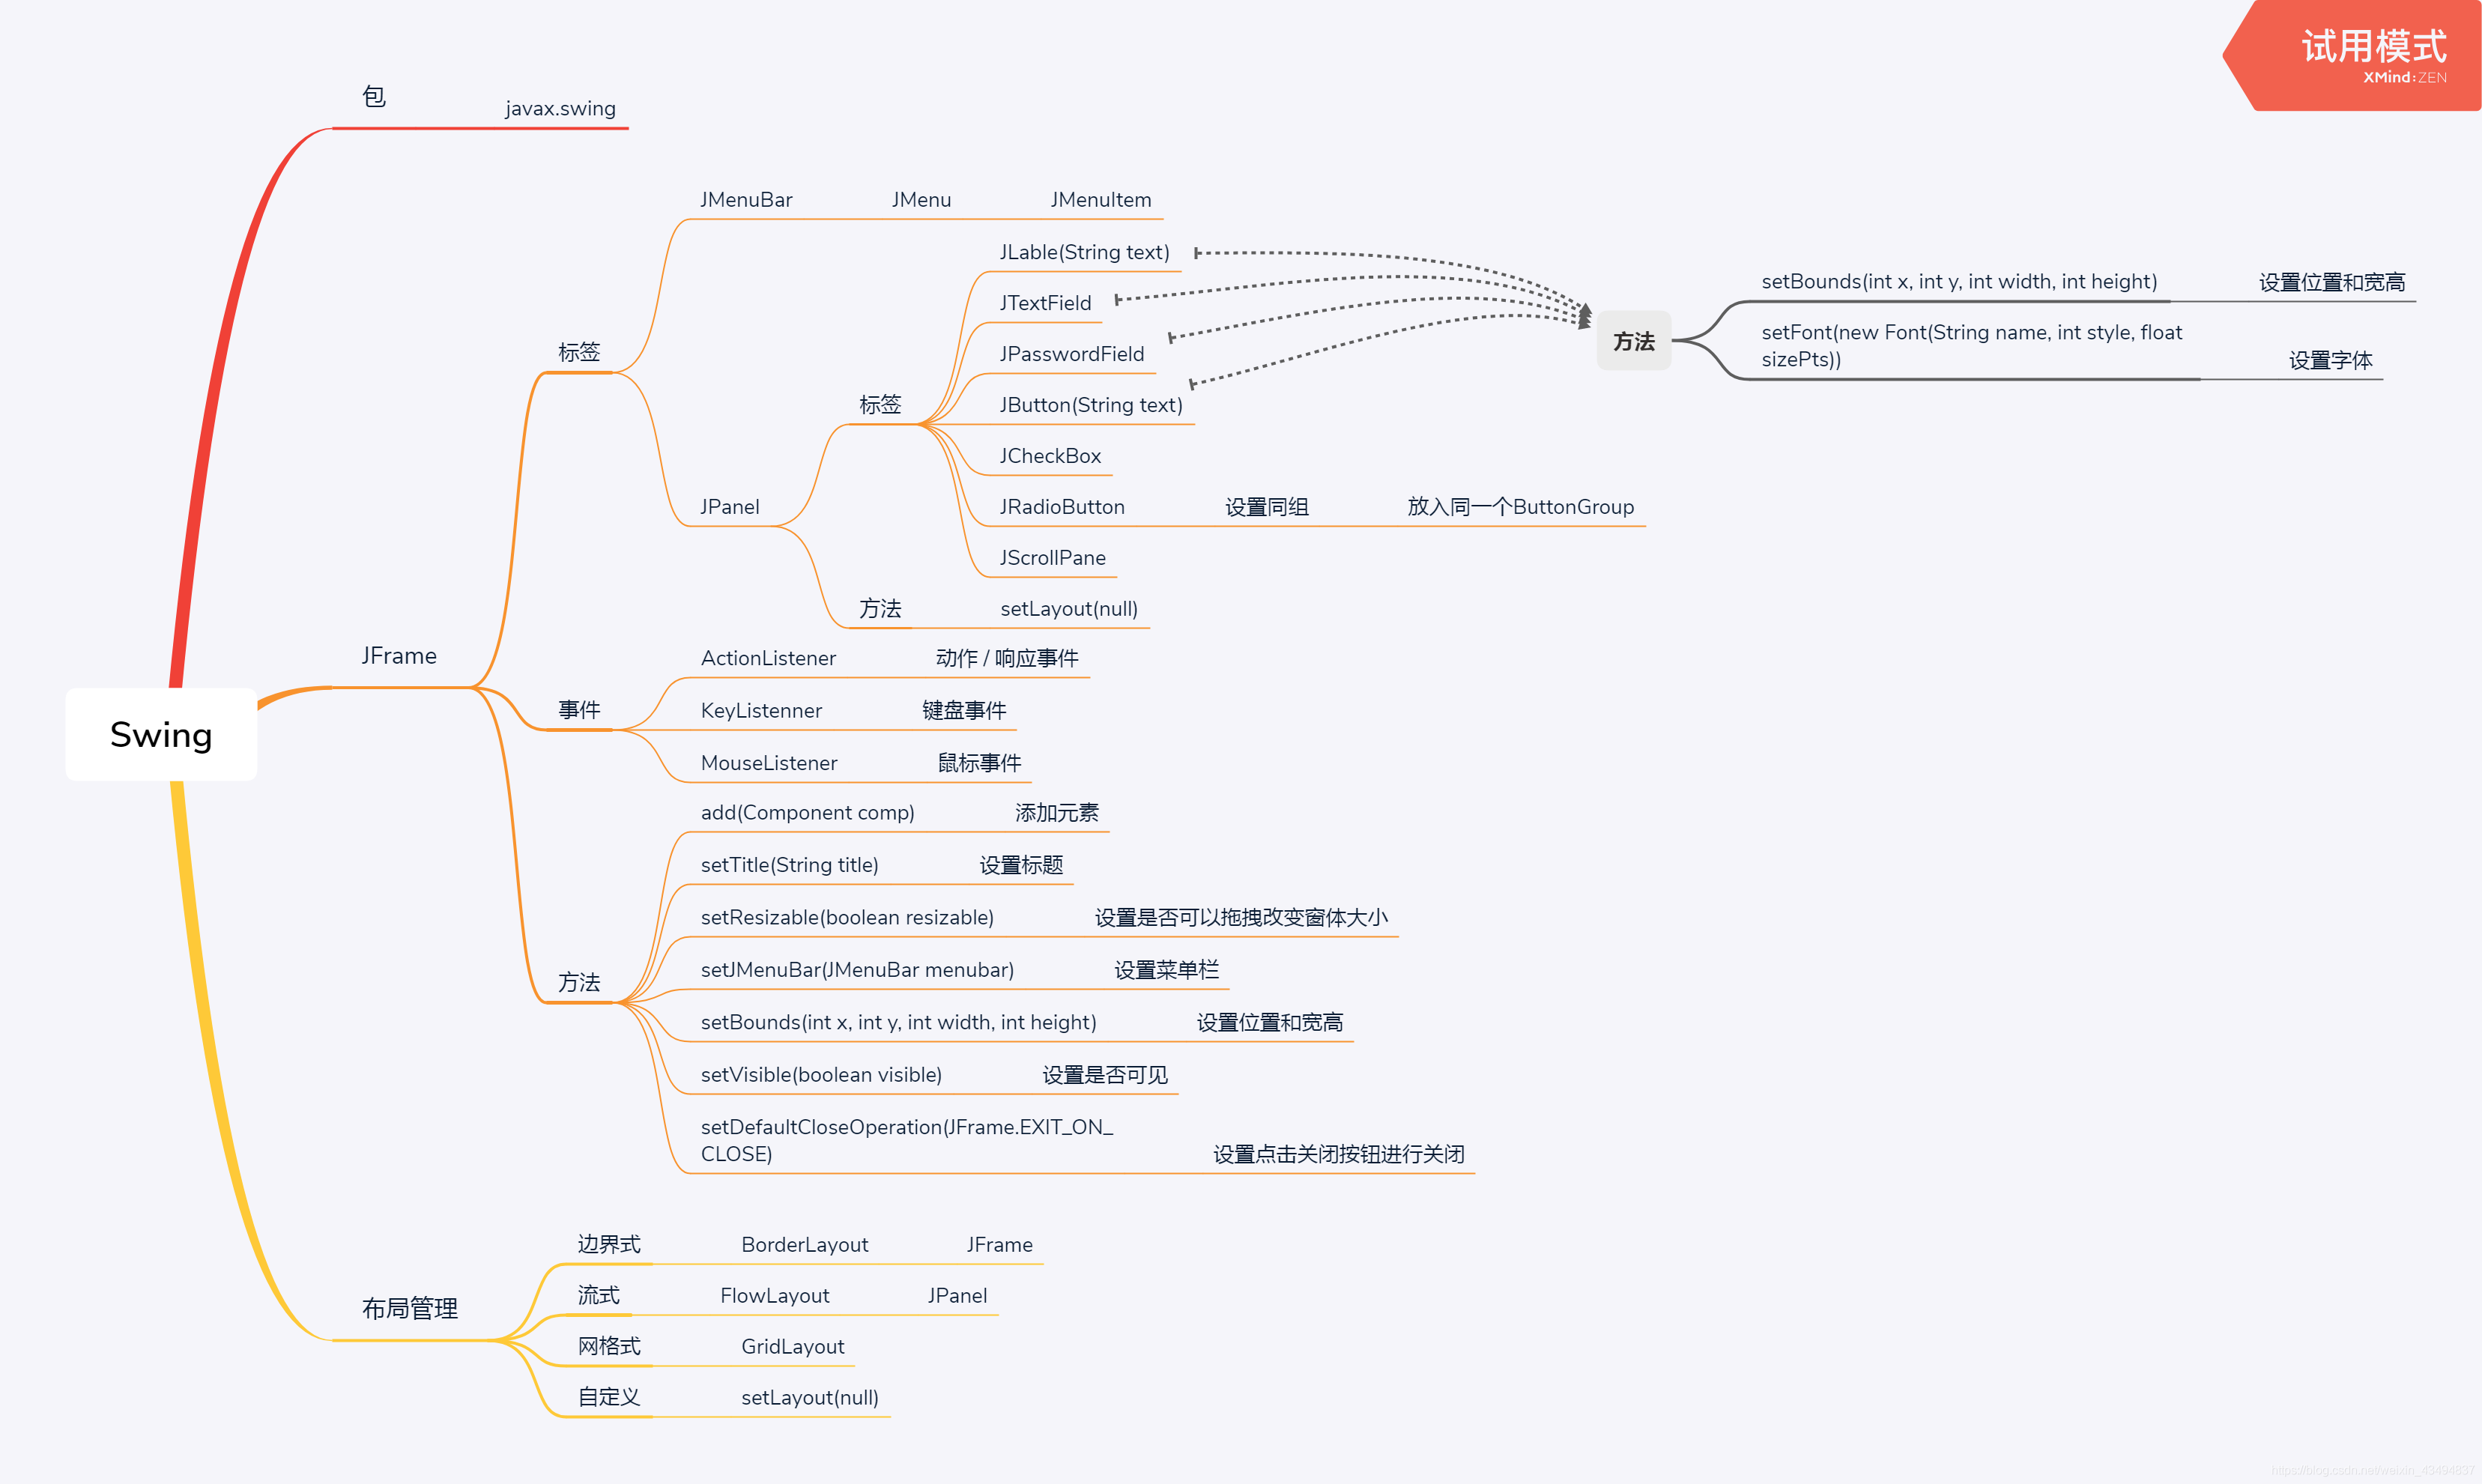 试用模式
XMind:ZEN
包
javax.swing
JMenuBar JMenu JMenuItem
JLable(String text)
JTextField
JPasswordField
标签
JButton(String text)
JCheckBox
JRadioButton 设置同组 放入同一个ButtonGroup
JScrollPane
方法 setLayout(null)
标签
JPanel
方法
setBounds(int x, int y, int width, int height) 设置位置和宽高
setFont(new Font(String name, int style, float
sizePts)) 设置字体
JFrame
Swing
事件
ActionListener 动作 / 响应事件
KeyListenner 键盘事件
MouseListener 鼠标事件
方法
add(Component comp) 添加元素
setTitle(String title) 设置标题
setResizable(boolean resizable) 设置是否可以拖拽改变窗体大小
setJMenuBar(JMenuBar menubar) 设置菜单栏
setBounds(int x, int y, int width, int height) 设置位置和宽高
setVisible(boolean visible) 设置是否可见
setDefaultCloseOperation(JFrame.EXIT_ON_
CLOSE) 设置点击关闭按钮进行关闭
布局管理
边界式 BorderLayout JFrame
流式 FlowLayout JPanel
网格式 GridLayout
自定义 setLayout(null)
https://blog.csdn.net/weixin_43494837